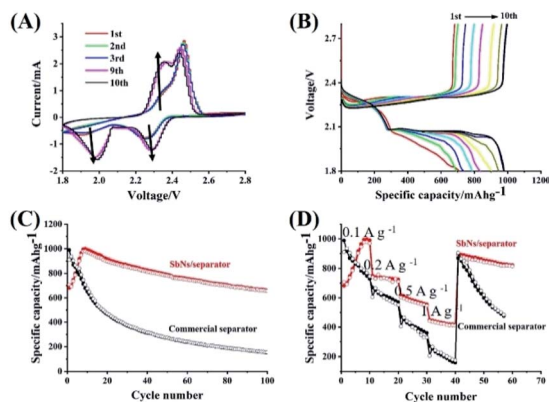 (A)
1st
2nd
3rd
9th
10th
Current/mA
3
2
1
0
-1
-2
1.8 2.0 2.2 2.4 2.6 2.8
Voltage/V
(B)
1st 10th
Voltage/V
2.7
2.4
2.1
1.8
0 200 400 600 800 1000
Specific capacity/mAhg-1
(C)
Specific capacity/mAhg-1
1200
1000
800
600
400
200
0
SbNs/separator
Commercial separator
0 20 40 60 80 100
Cycle number
(D)
Specific capacity/mAhg-1
1200
1000
800
600
400
200
0
0.1 A g -1
0.2 A g -1
0.5 A g -1
1 A g -1
SbNs/separator
Commercial separator
0 10 20 30 40 50 60 70
Cycle number